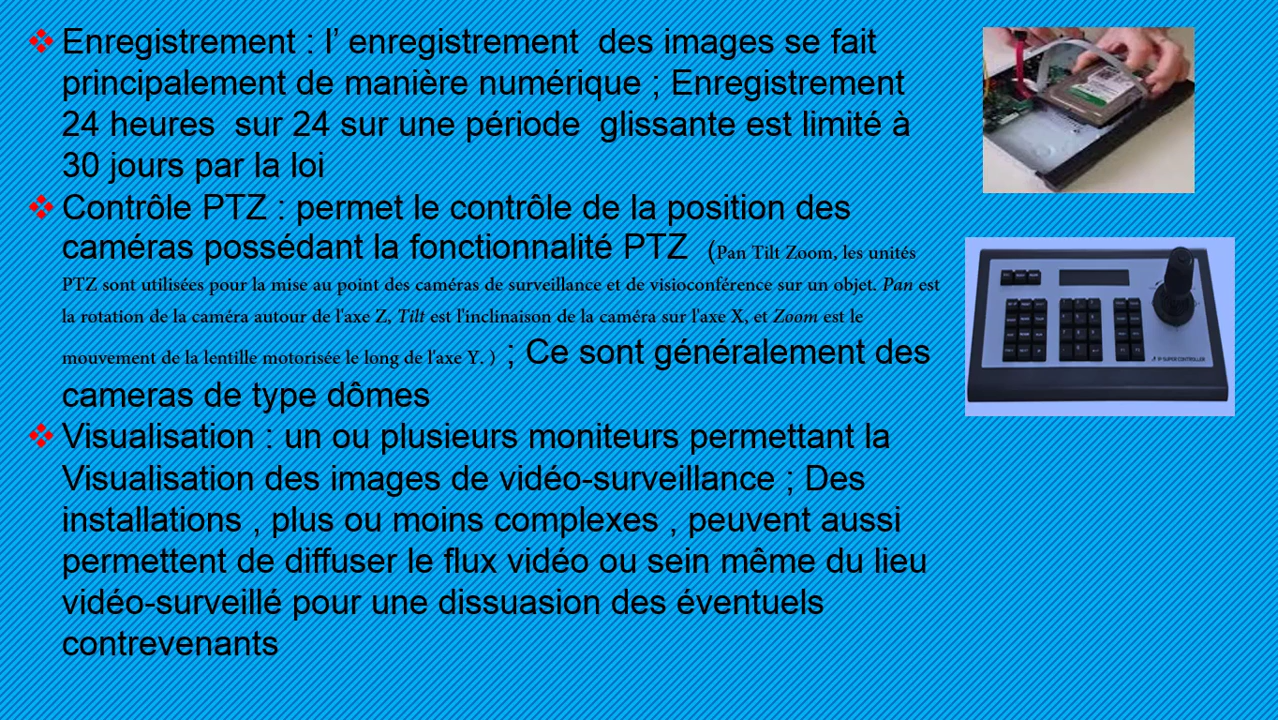 ❖ Enregistrement : l’ enregistrement des images se fait
principalement de manière numérique ; Enregistrement
24 heures sur 24 sur une période glissante est limité à
30 jours par la loi
❖ Contrôle PTZ : permet le contrôle de la position des
caméras possédant la fonctionnalité PTZ (Pan Tilt Zoom, les unités
PTZ sont utilisées pour la mise au point des caméras de surveillance et de visioconférence sur un objet. Pan est
la rotation de la caméra autour de l'axe Z, Tilt est l'inclinaison de la caméra sur l'axe X, et Zoom est le
mouvement de la lentille motorisée le long de l'axe Y. ) ; Ce sont généralement des
cameras de type dômes
❖ Visualisation : un ou plusieurs moniteurs permettant la
Visualisation des images de vidéo-surveillance ; Des
installations , plus ou moins complexes , peuvent aussi
permettent de diffuser le flux vidéo ou sein même du lieu
vidéo-surveillé pour une dissuasion des éventuels
contrevenants
IP SUPER CONTROLLER